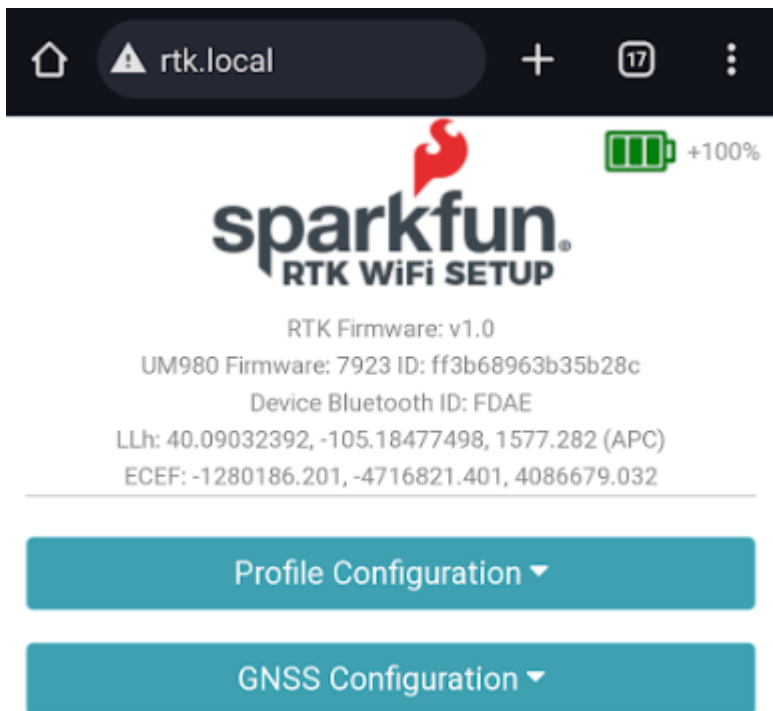 rtk.local
17
+100%
sparkfun®
RTK WiFi SETUP
RTK Firmware: v1.0
UM980 Firmware: 7923 ID: ff3b68963b35b28c
Device Bluetooth ID: FDAE
LLh: 40.09032392, -105.18477498, 1577.282 (APC)
ECEF: -1280186.201, -4716821.401, 4086679.032
Profile Configuration
GNSS Configuration